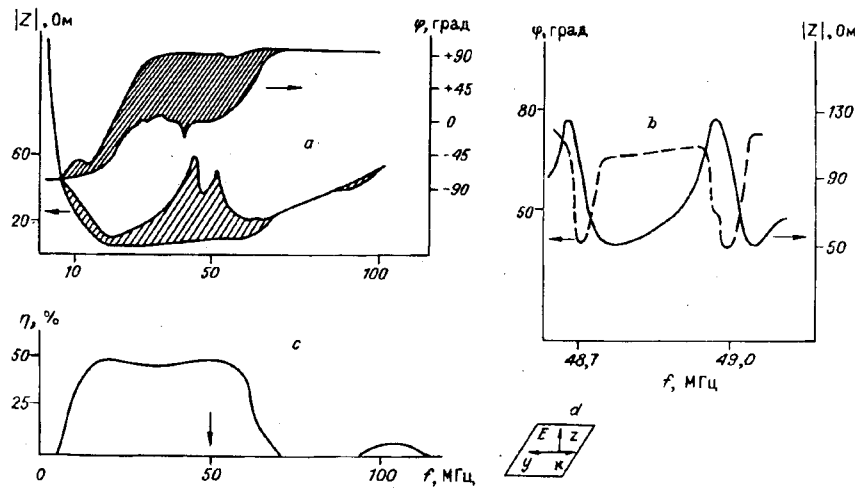 |Z|, Ом
φ, град
+90
+45
0
-45
-90
60
20
a
10
50
100
η, %
50
25
c
0
50
100
f, МГц
φ, град
|Z|, Ом
80
60
b
130
90
50
48,7
49,0
f, МГц
d
E
z
y
к